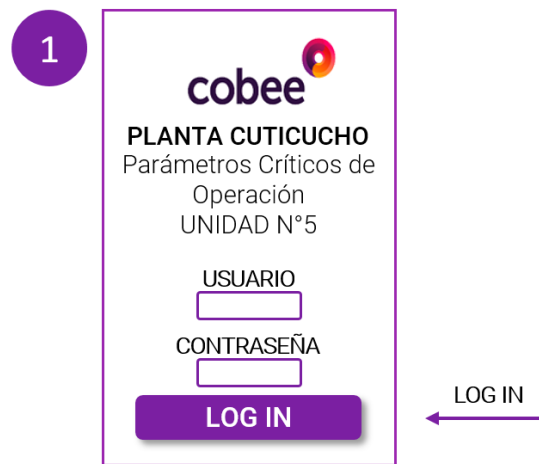 1
cobee
PLANTA CUTICUCHO
Parámetros Críticos de
Operación
UNIDAD N°5
USUARIO
CONTRASEÑA
LOG IN
LOG IN